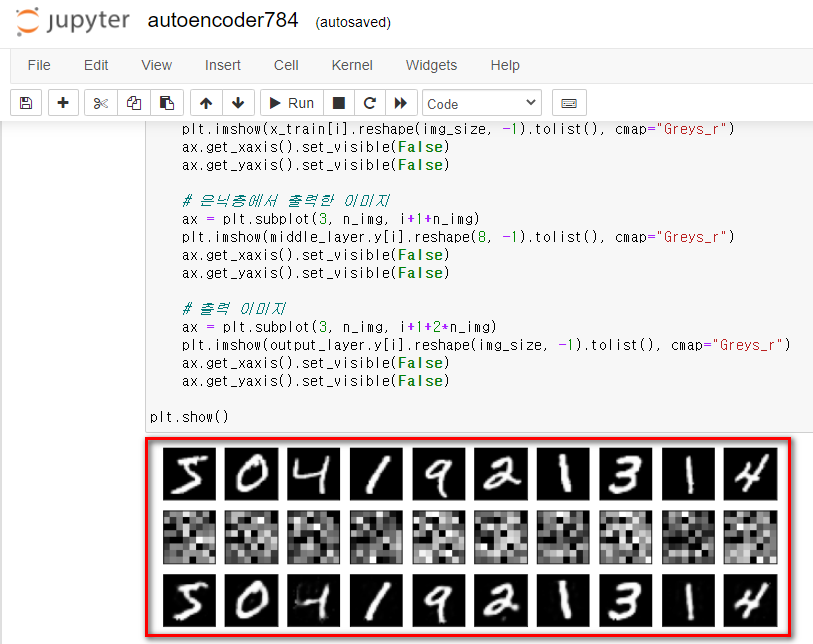 jupyter autoencoder784 (autosaved)
File Edit View Insert Cell Kernel Widgets Help
Run Code
plt.imshow(x_train[i].reshape(img_size, -1).tolist(), cmap="Greys_r")
ax.get_xaxis().set_visible(False)
ax.get_yaxis().set_visible(False)
# 은닉층에서 출력한 이미지
ax = plt.subplot(3, n_img, i+1+n_img)
plt.imshow(middle_layer.y[i].reshape(8, -1).tolist(), cmap="Greys_r")
ax.get_xaxis().set_visible(False)
ax.get_yaxis().set_visible(False)
# 출력 이미지
ax = plt.subplot(3, n_img, i+1+2*n_img)
plt.imshow(output_layer.y[i].reshape(img_size, -1).tolist(), cmap="Greys_r")
ax.get_xaxis().set_visible(False)
ax.get_yaxis().set_visible(False)
plt.show()
5 0 4 1 9 2 1 3 1 4
5 0 4 1 9 2 1 3 1 4